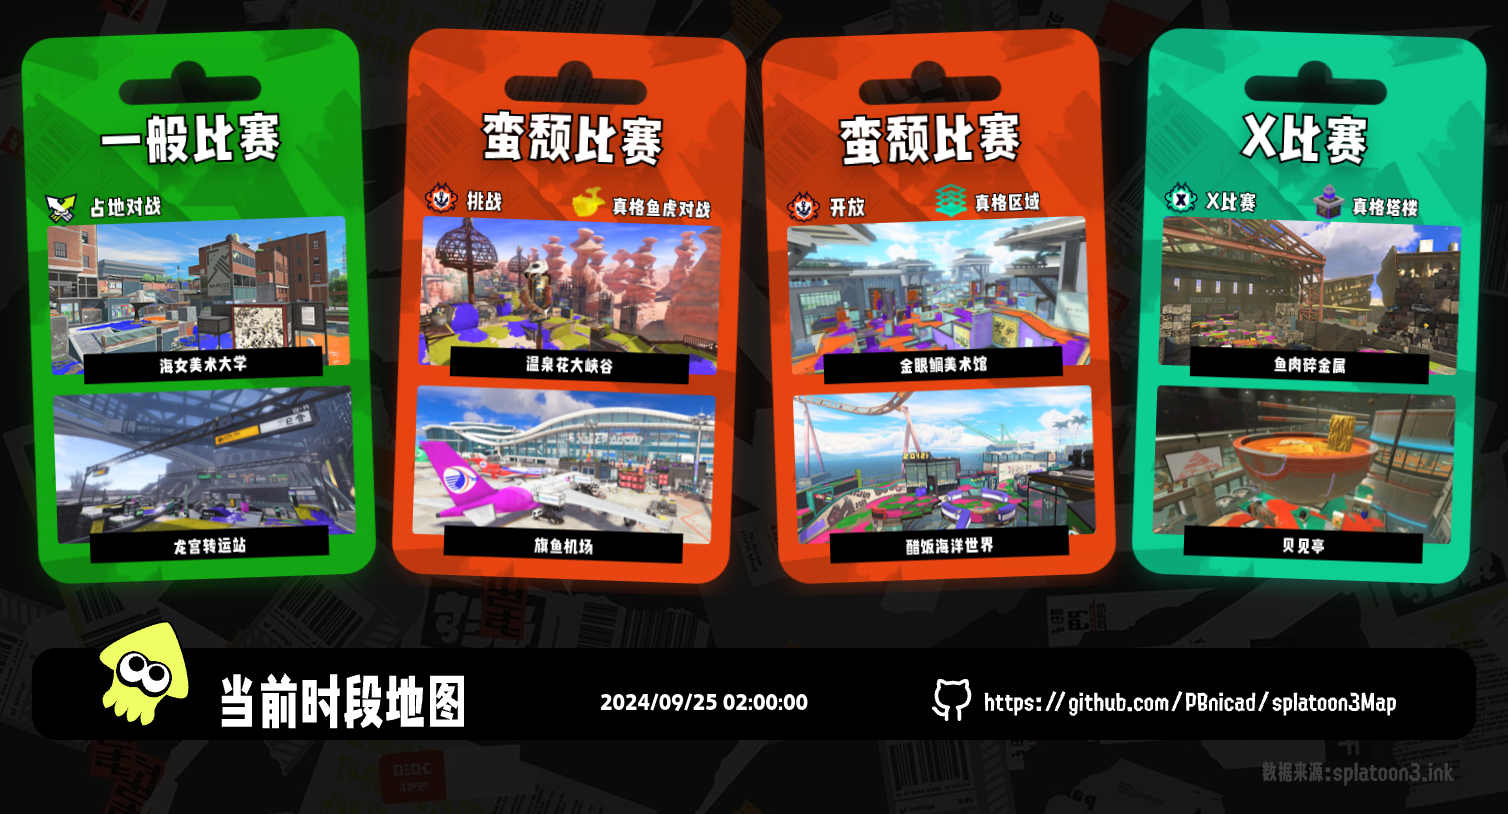 一般比赛
占地对战
海女美术大学
龙宫转运站
蛮颓比赛
挑战
真格鱼虎对战
温泉花大峡谷
旗鱼机场
蛮颓比赛
开放
真格区域
金眼鲷美术馆
醋饭海洋世界
X比赛
X比赛
真格塔楼
鱼肉碎金属
贝见亭
当前时段地图
2024/09/25 02:00:00
https://github.com/PBnicad/splatoon3Map
数据来源:splatoon3.ink